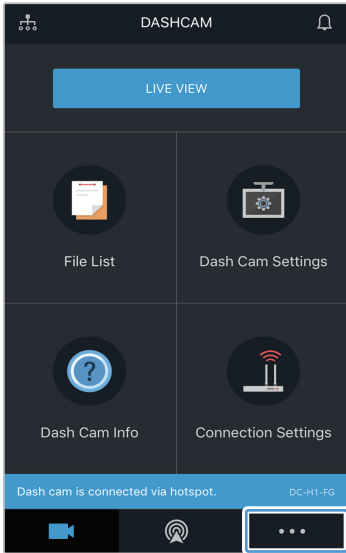 DASHCAM
LIVE VIEW
File List
Dash Cam Settings
Dash Cam Info
Connection Settings
Dash cam is connected via hotspot.
DC-H1-FG